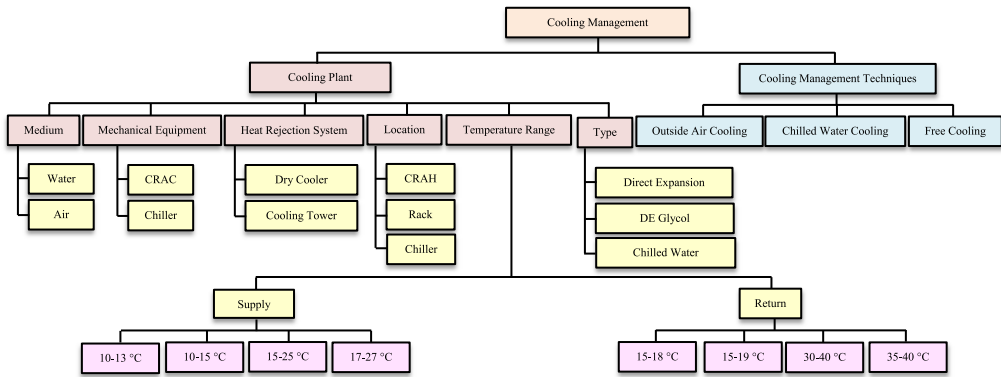 Cooling Management
Cooling Plant
Cooling Management Techniques
Medium
Mechanical Equipment
Heat Rejection System
Location
Temperature Range
Type
Outside Air Cooling
Chilled Water Cooling
Free Cooling
Water
Air
CRAC
Chiller
Dry Cooler
Cooling Tower
CRAH
Rack
Chiller
Direct Expansion
DE Glycol
Chilled Water
Supply
Return
10-13 °C
10-15 °C
15-25 °C
17-27 °C
15-18 °C
15-19 °C
30-40 °C
35-40 °C